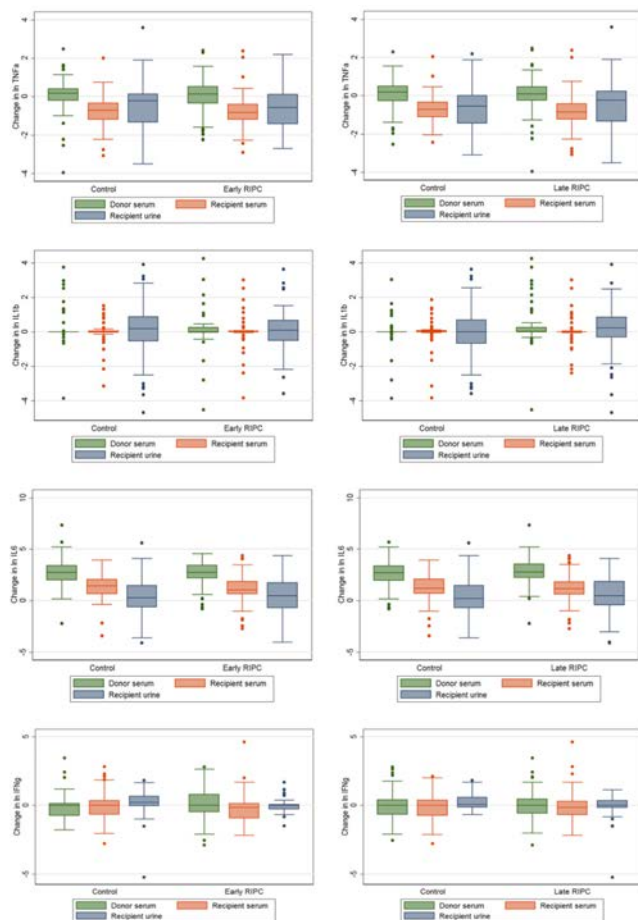 Change in ln TNFa
4
2
0
-2
-4
Control
Early RIPC
Donor serum
Recipient serum
Recipient urine
Change in ln TNFa
4
2
0
-2
-4
Control
Late RIPC
Donor serum
Recipient serum
Recipient urine
Change in ln IL1b
4
2
0
-2
-4
Control
Early RIPC
Donor serum
Recipient serum
Recipient urine
Change in ln IL1b
4
2
0
-2
-4
Control
Late RIPC
Donor serum
Recipient serum
Recipient urine
Change in ln IL6
10
5
0
-5
Control
Early RIPC
Donor serum
Recipient serum
Recipient urine
Change in ln IL6
10
5
0
-5
Control
Late RIPC
Donor serum
Recipient serum
Recipient urine
Change in ln IFNg
5
0
-5
Control
Early RIPC
Donor serum
Recipient serum
Recipient urine
Change in ln IFNg
5
0
-5
Control
Late RIPC
Donor serum
Recipient serum
Recipient urine